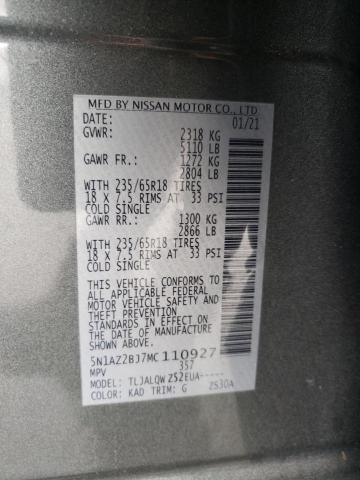 MFD BY NISSAN MOTOR CO., LTD.
DATE: 01/21
GVWR: 2318 KG
5110 LB
GAWR FR.: 1272 KG
2804 LB
WITH 235/65R18 TIRES
18 X 7.5 RIMS AT 33 PSI
COLD SINGLE
GAWR RR.: 1300 KG
2866 LB
WITH 235/65R18 TIRES
18 X 7.5 RIMS AT 33 PSI
COLD SINGLE
THIS VEHICLE CONFORMS TO
ALL APPLICABLE FEDERAL
MOTOR VEHICLE SAFETY AND
THEFT PREVENTION
STANDARDS IN EFFECT ON
THE DATE OF MANUFACTURE
SHOWN ABOVE.
5N1AZ2BJ7MC110927
MPV 357
MODEL: TLJALQWZS2EUA-----
COLOR: KAD TRIM: G ZS30A